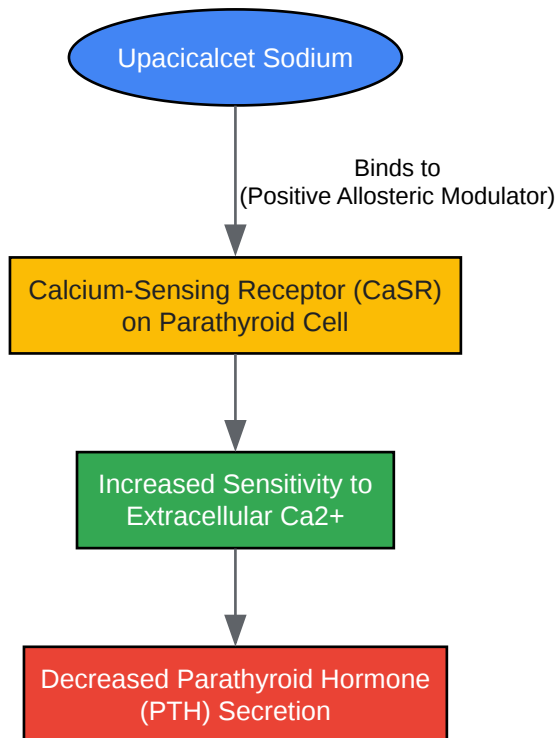 Upacicalcet Sodium
Binds to
(Positive Allosteric Modulator)
Calcium-Sensing Receptor (CaSR)
on Parathyroid Cell
Increased Sensitivity to
Extracellular Ca2+
Decreased Parathyroid Hormone
(PTH) Secretion